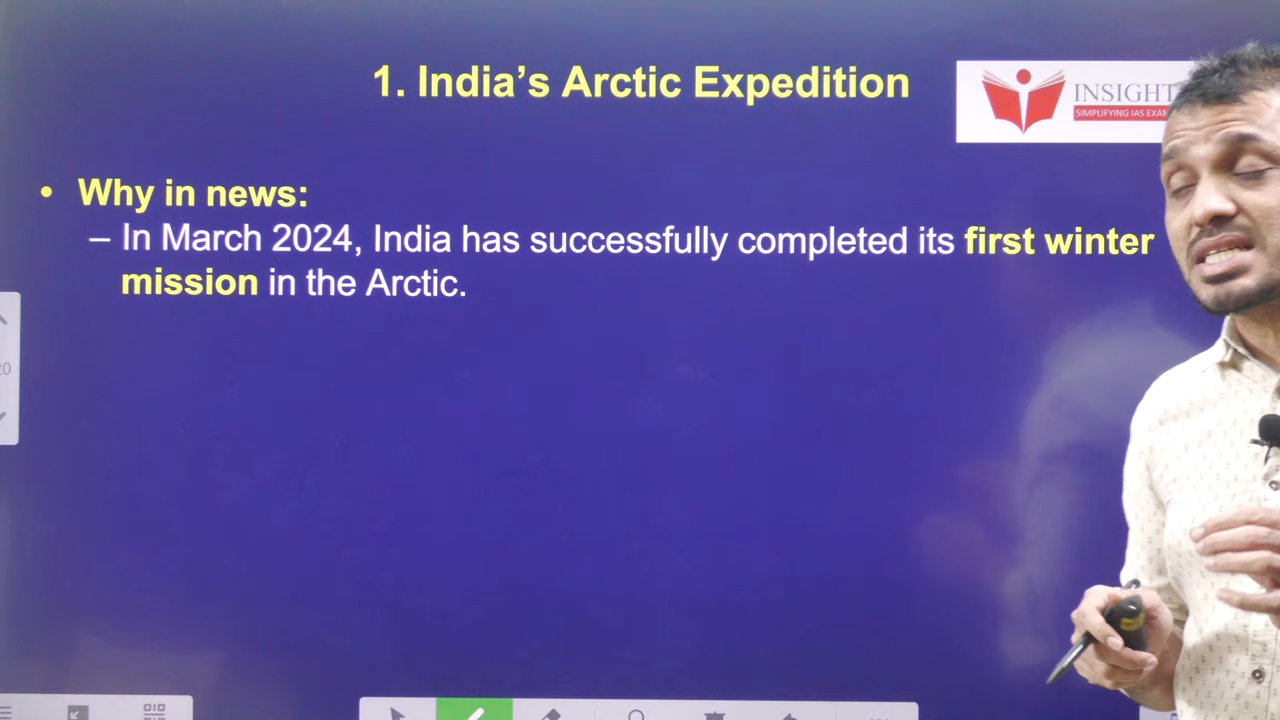 1. India's Arctic Expedition
INSIGHT
SIMPLIFYING IAS EXAM
• Why in news:
– In March 2024, India has successfully completed its first winter
mission in the Arctic.
20